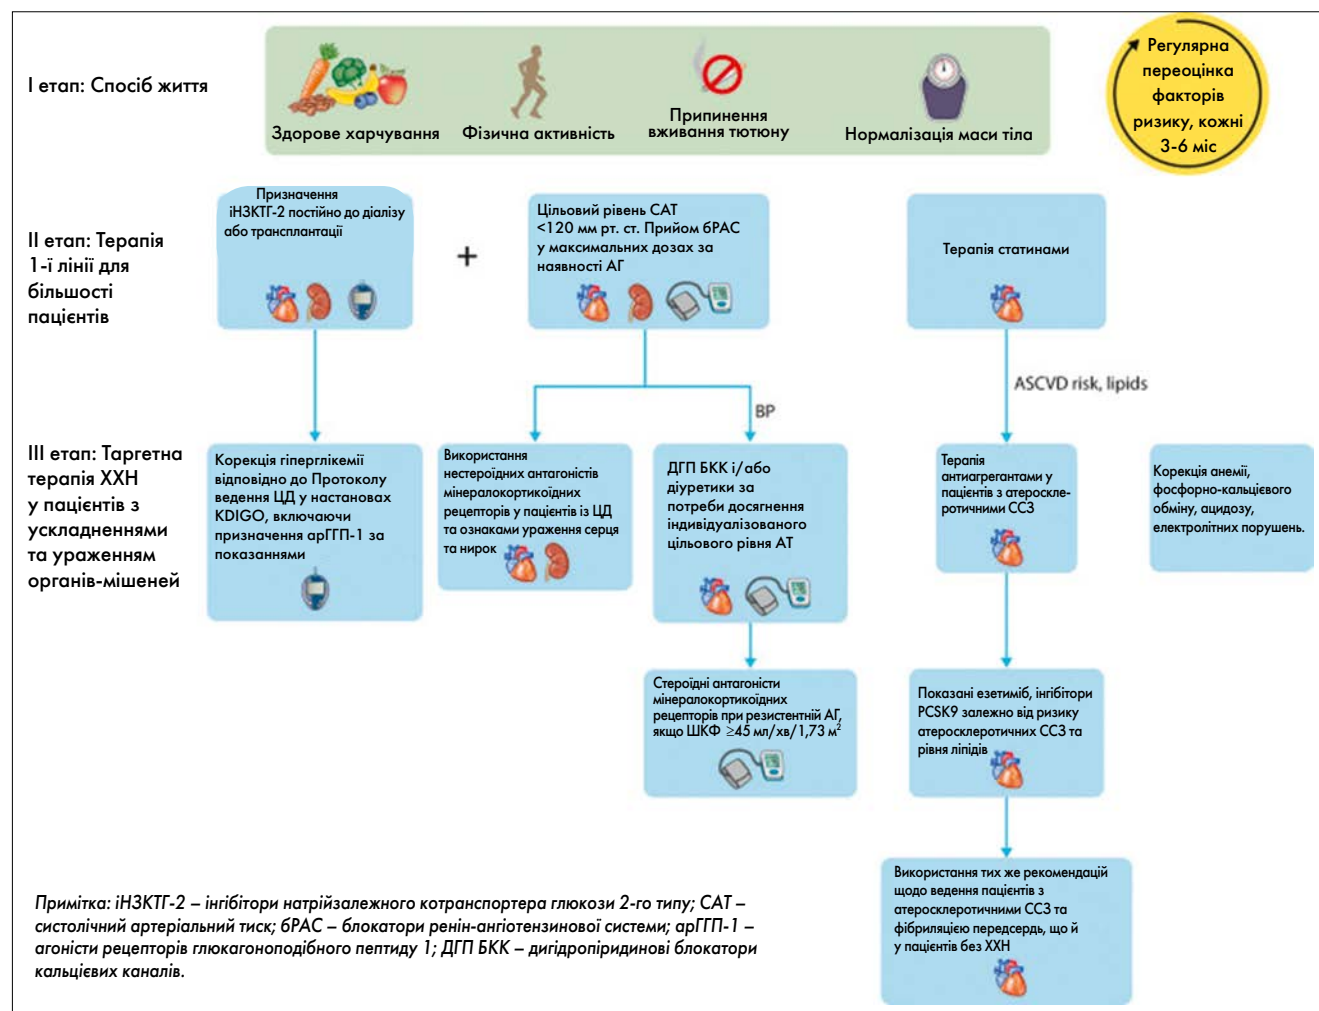 І етап: Спосіб життя
Здорове харчування
Фізична активність
Припинення
вживання тютюну
Нормалізація маси тіла
Регулярна
переоцінка
факторів
ризику, кожні
3-6 міс
ІІ етап: Терапія
1-ї лінії для
більшості
пацієнтів
Призначення
іНЗКТГ-2 постійно до діалізу
або трансплантації
+
Цільовий рівень САТ
<120 мм рт. ст. Прийом бРАС
у максимальних дозах за
наявності АГ
Терапія статинами
ASCVD risk, lipids
BP
ІІІ етап: Таргетна
терапія ХХН
у пацієнтів з
ускладненнями
та ураженням
органів-мішеней
Корекція гіперглікемії
відповідно до Протоколу
ведення ЦД у настановах
KDIGO, включаючи
призначення арГГП-1 за
показаннями
Використання
нестероїдних антагоністів
мінералокортикоїдних
рецепторів у пацієнтів із ЦД
та ознаками ураження серця
та нирок
ДГП БКК і/або
діуретики за
потреби досягнення
індивідуалізованого
цільового рівня АТ
Терапія
антиагрегантами у
пацієнтів з атероскле-
ротичними ССЗ
Корекція анемії,
фосфорно-кальцієвого
обміну, ацидозу,
електролітних порушень.
Стероїдні антагоністи
мінералокортикоїдних
рецепторів при резистентній АГ,
якщо ШКФ ≥45 мл/хв/1,73 м²
Показані езетиміб, інгібітори
PCSK9 залежно від ризику
атеросклеротичних ССЗ та
рівня ліпідів
Використання тих же рекомендацій
щодо ведення пацієнтів з
атеросклеротичними ССЗ та
фібриляцією передсердь, що й
у пацієнтів без ХХН
Примітка: іНЗКТГ-2 – інгібітори натрійзалежного котранспортера глюкози 2-го типу; САТ –
систолічний артеріальний тиск; бРАС – блокатори ренін-ангіотензинової системи; арГГП-1 –
агоністи рецепторів глюкагоноподібного пептиду 1; ДГП БКК – дигідропіридинові блокатори
кальцієвих каналів.